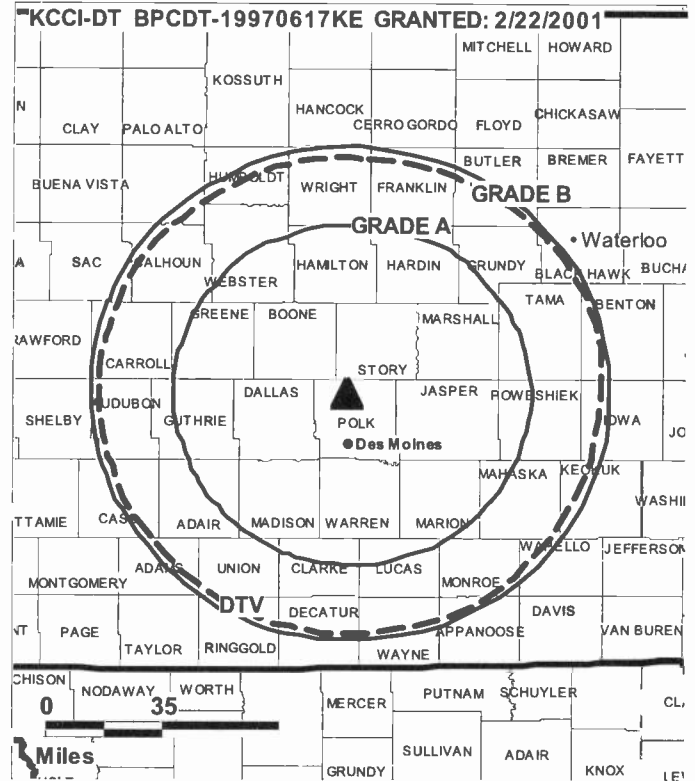 KCCI-DT BPCDT-19970617KE GRANTED: 2/22/2001
MITCHELL HOWARD
KOSSUTH
HANCOCK
N
CLAY PALO ALTO CERRO GORDO FLOYD CHICKASAW
HUMBOLDT BUTLER BREMER FAYETT
BUENA VISTA WRIGHT FRANKLIN
GRADE B
GRADE A
Waterloo
A SAC CALHOUN HAMILTON HARDIN GRUNDY
WEBSTER BLACK HAWK BUCHA
TAMA BENTON
GREENE BOONE MARSHALL
RAWFORD
CARROLL STORY
DALLAS JASPER POWESHIEK
AUDUBON
SHELBY GUTHRIE POLK IOWA
JO
Des Moines
MAHASKA KEOKUK
WASHI
TTAMIE CASS ADAIR MADISON WARREN MARION
WAPELLO JEFFERSON
ADAMS UNION CLARKE LUCAS
MONTGOMERY MONROE
DTV DECATUR DAVIS
NT PAGE APPANOOSE VAN BUREN
TAYLOR RINGGOLD WAYNE
CHISON
NODAWAY WORTH PUTNAM SCHUYLER
0 35 MERCER CL
Miles SULLIVAN ADAIR
GRUNDY KNOX